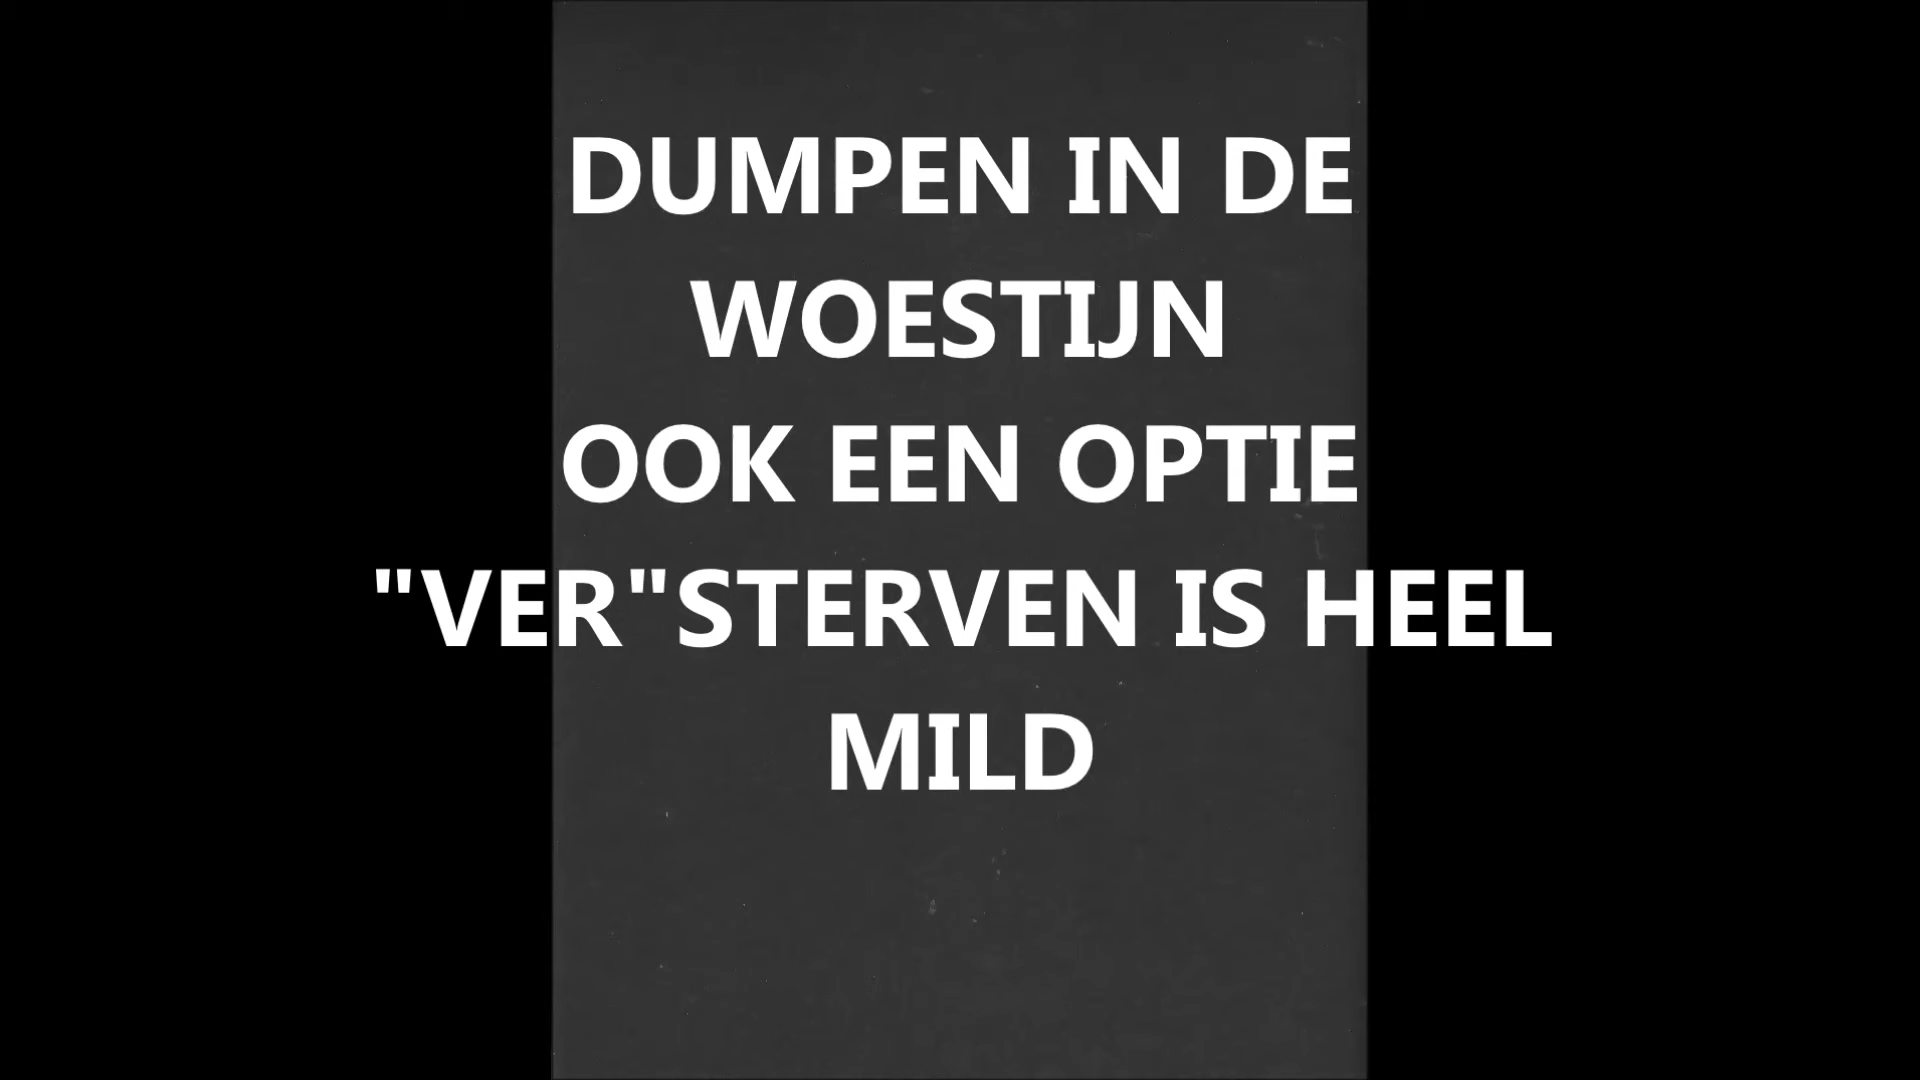 DUMPEN IN DE
WOESTIJN
OOK EEN OPTIE
"VER"STERVEN IS HEEL
MILD